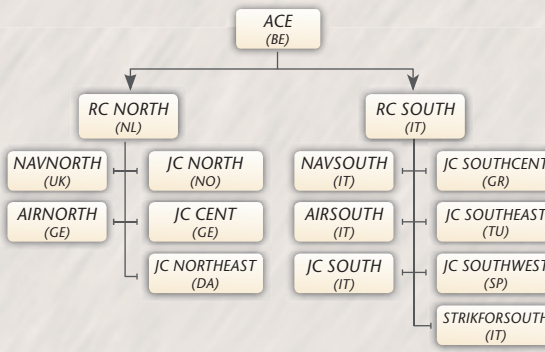 ACE
(BE)
RC NORTH
(NL)
RC SOUTH
(IT)
NAVNORTH
(UK)
JC NORTH
(NO)
NAVSOUTH
(IT)
JC SOUTHCENT
(GR)
AIRNORTH
(GE)
JC CENT
(GE)
AIRSOUTH
(IT)
JC SOUTHEAST
(TU)
JC NORTHEAST
(DA)
JC SOUTH
(IT)
JC SOUTHWEST
(SP)
STRIKFORSOUTH
(IT)